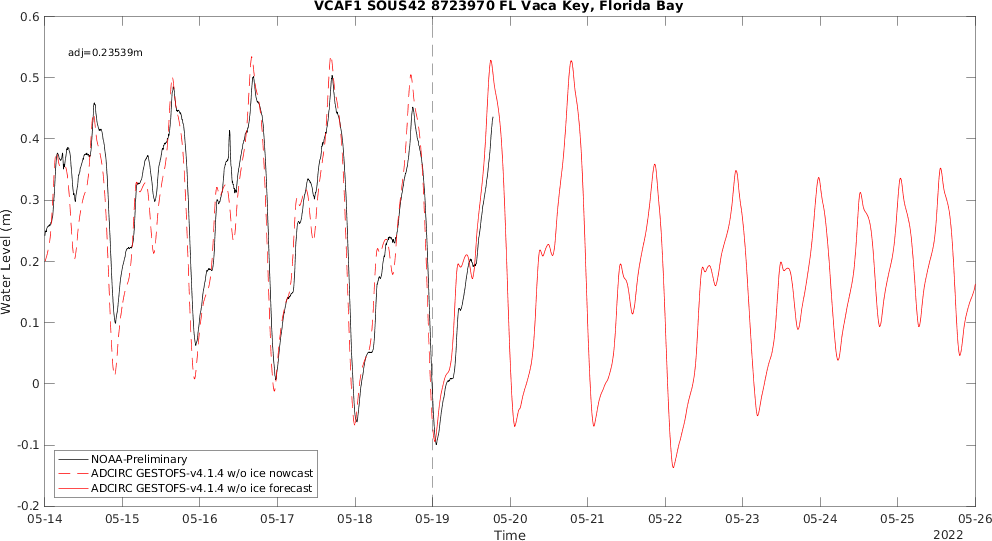 VCAF1 SOUS42 8723970 FL Vaca Key, Florida Bay
0.6
adj=0.23539m
0.5
0.4
0.3
0.2
0.1
0
-0.1
-0.2
Water Level (m)
NOAA-Preliminary
ADCIRC GESTOFS-v4.1.4 w/o ice nowcast
ADCIRC GESTOFS-v4.1.4 w/o ice forecast
05-14 05-15 05-16 05-17 05-18 05-19 05-20 05-21 05-22 05-23 05-24 05-25 05-26
Time
2022